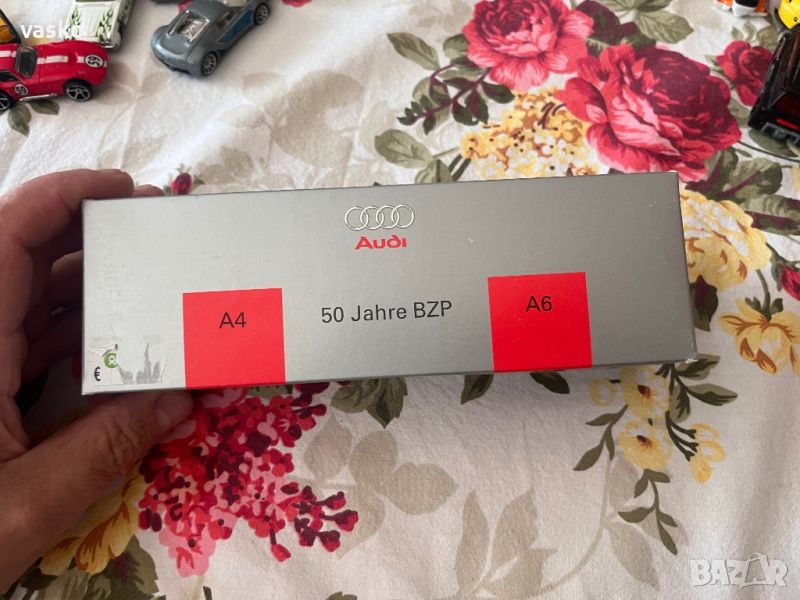 vasko
Audi
A4
50 Jahre BZP
A6
€
BAZAR